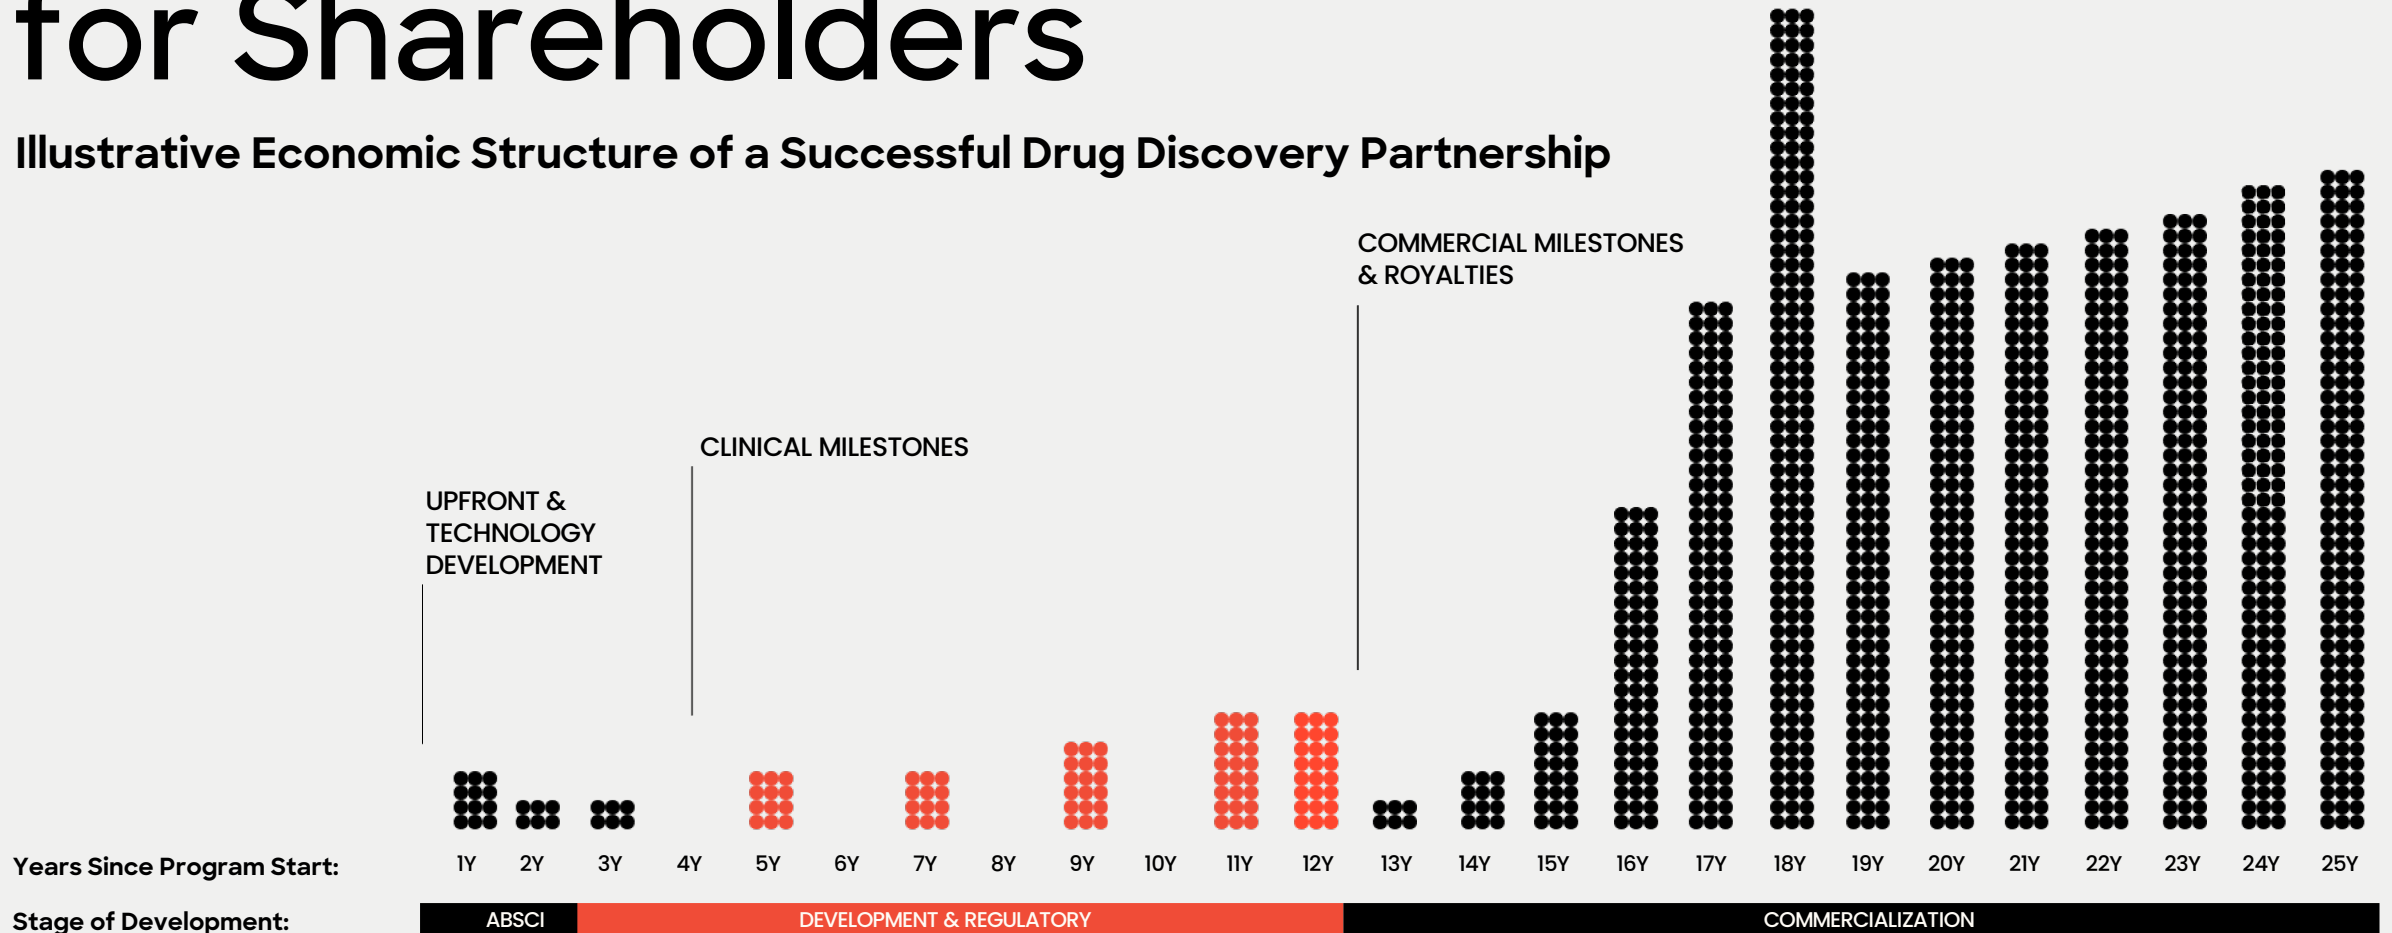 for Shareholders
Illustrative Economic Structure of a Successful Drug Discovery Partnership
COMMERCIAL MILESTONES
& ROYALTIES
CLINICAL MILESTONES
UPFRONT &
TECHNOLOGY
DEVELOPMENT
Years Since Program Start: 1Y 2Y 3Y 4Y 5Y 6Y 7Y 8Y 9Y 10Y 11Y 12Y 13Y 14Y 15Y 16Y 17Y 18Y 19Y 20Y 21Y 22Y 23Y 24Y 25Y
Stage of Development: ABSCI DEVELOPMENT & REGULATORY COMMERCIALIZATION